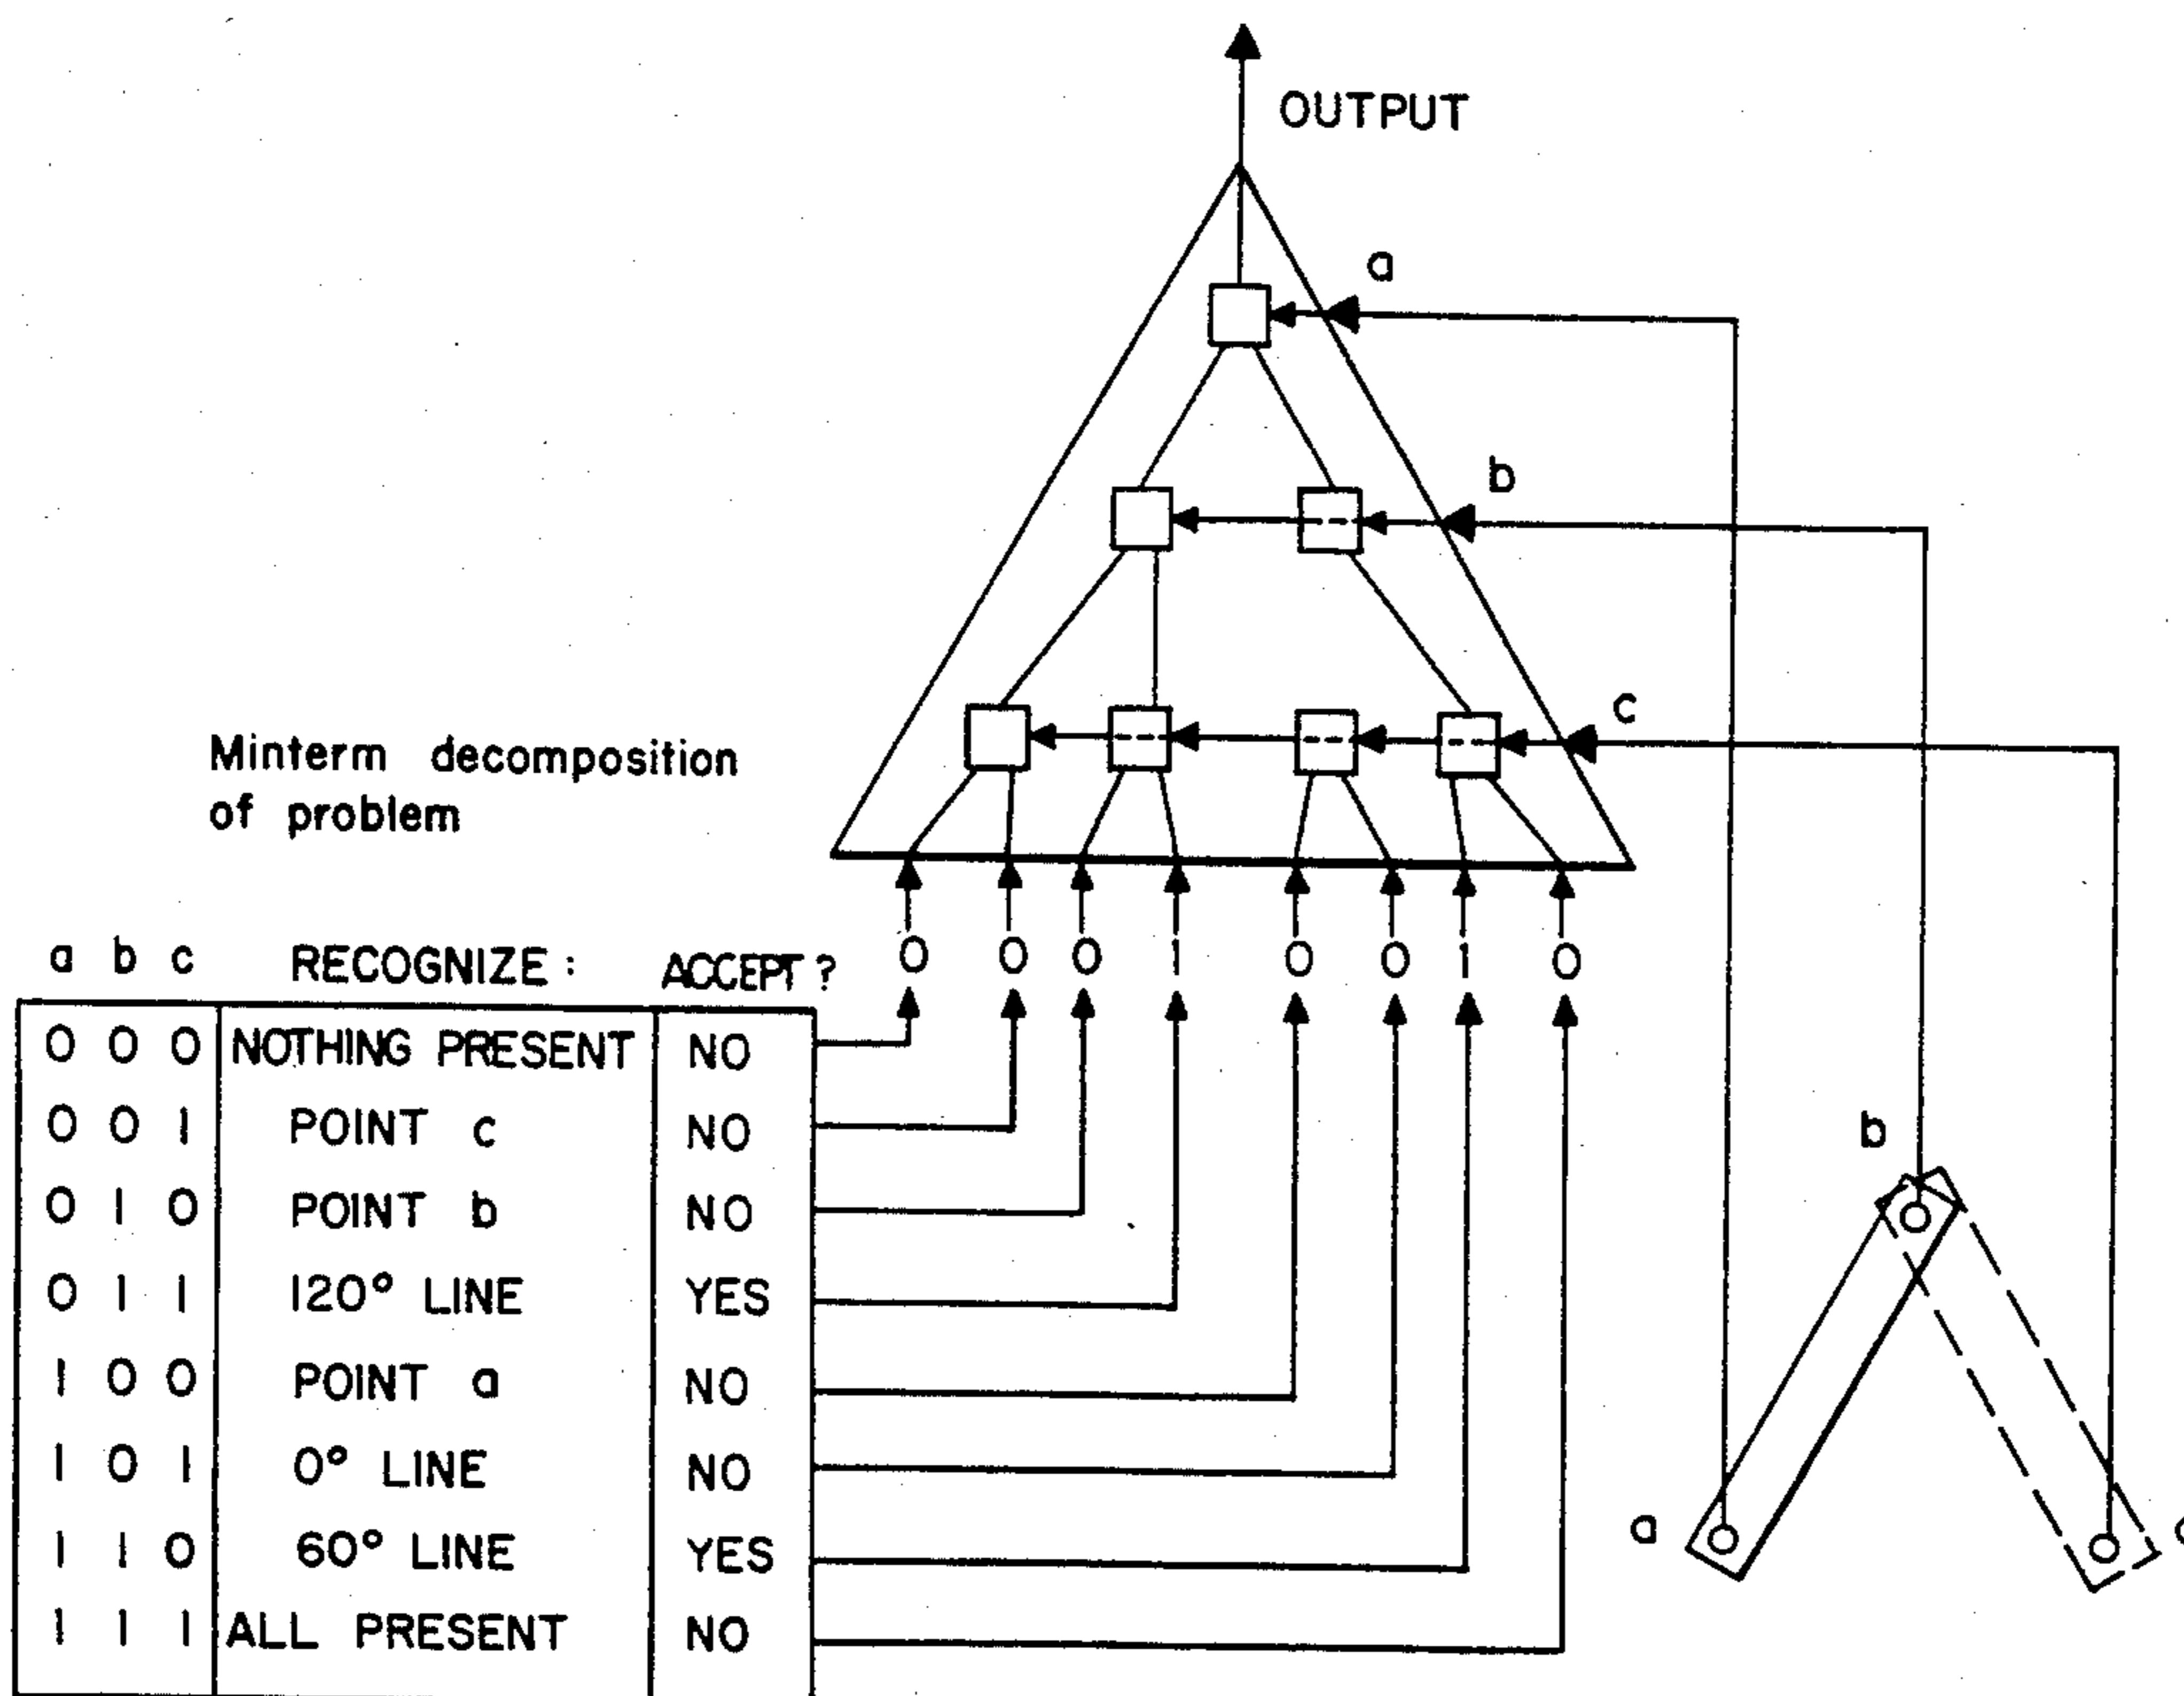 OUTPUT
a
b
c
Minterm decomposition
of problem
a b c RECOGNIZE: ACCEPT? 0 0 0 1 0 0 1 0
0 0 0 NOTHING PRESENT NO
0 0 1 POINT c NO
b
0 1 0 POINT b NO
0 1 1 120° LINE YES
1 0 0 POINT a NO
1 0 1 0° LINE NO
a
1 1 0 60° LINE YES
1 1 1 ALL PRESENT NO